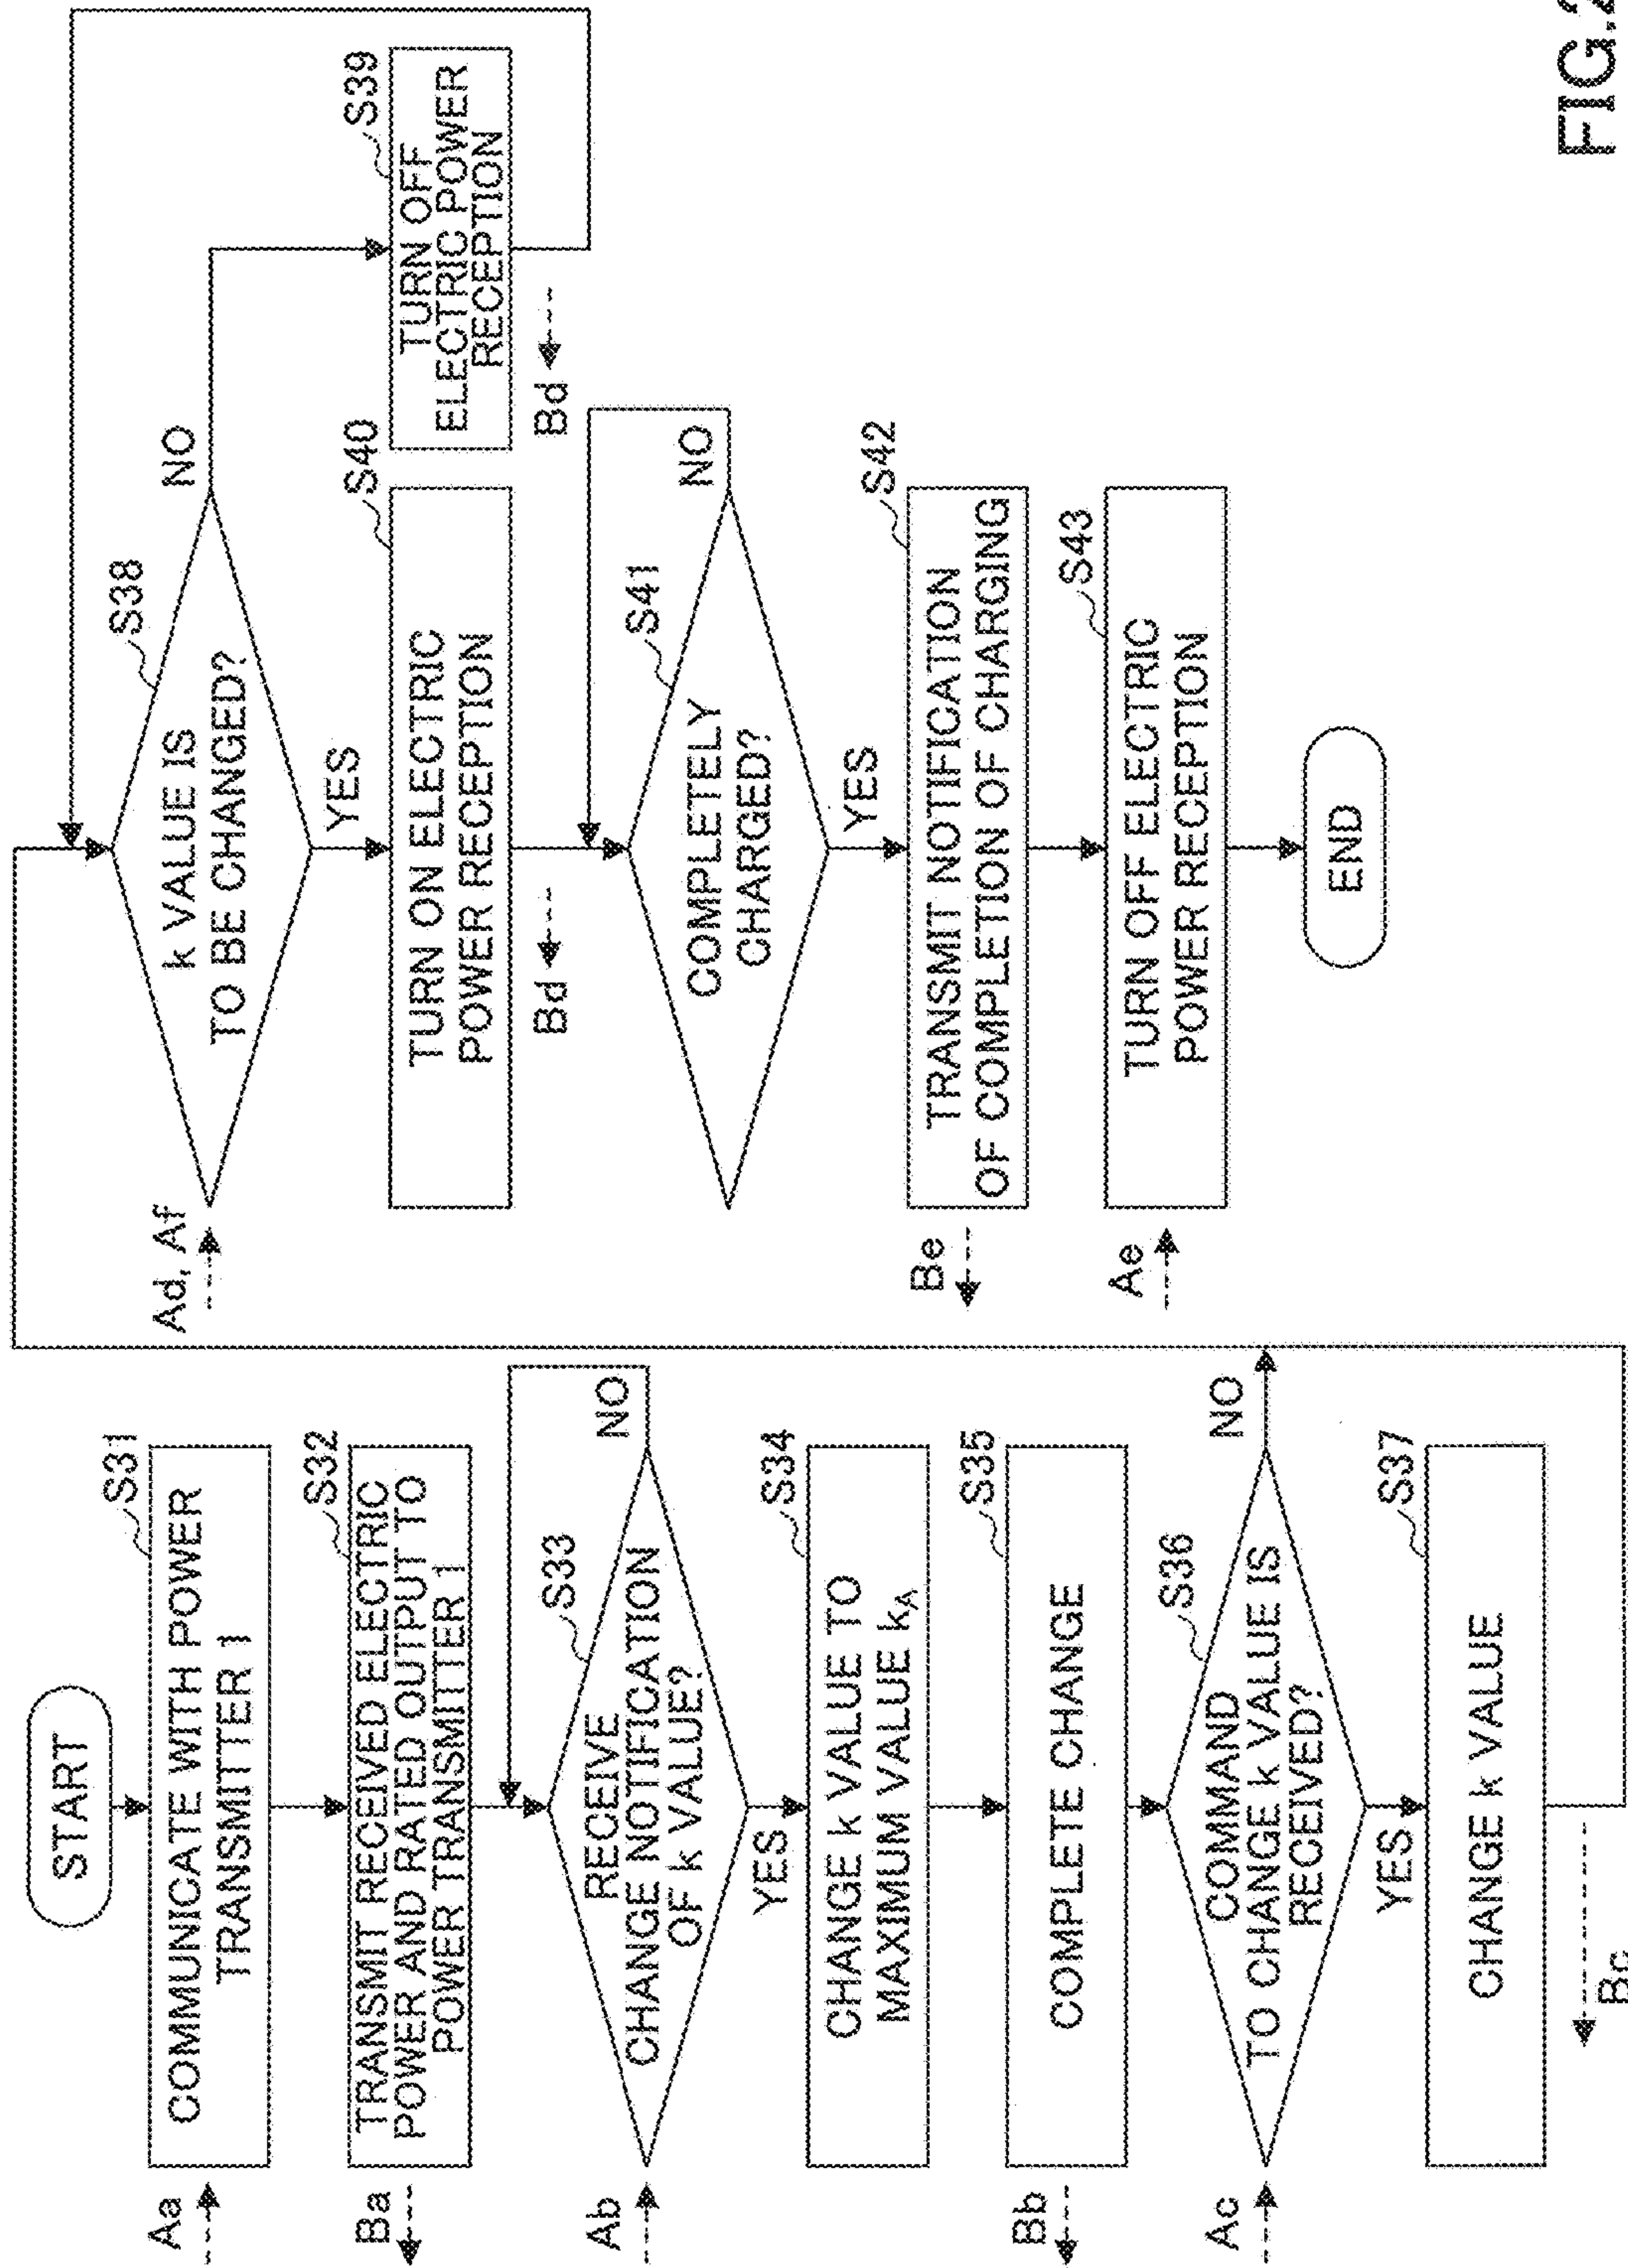 START
S31
COMMUNICATE WITH POWER
TRANSMITTER 1
Aa
S32
TRANSMIT RECEIVED ELECTRIC
POWER AND RATED OUTPUT TO
POWER TRANSMITTER 1
Ba
S33
RECEIVE
CHANGE NOTIFICATION
OF k VALUE?
NO
Ab
YES
S34
CHANGE k VALUE TO
MAXIMUM VALUE kA
S35
COMPLETE CHANGE
Bb
S36
COMMAND
TO CHANGE k VALUE IS
RECEIVED?
NO
Ac
YES
S37
CHANGE k VALUE
Bc
S38
k VALUE IS
TO BE CHANGED?
NO
Ad, Af
YES
S39
TURN OFF
ELECTRIC POWER
RECEPTION
Bd
S40
TURN ON ELECTRIC
POWER RECEPTION
Bd
S41
COMPLETELY
CHARGED?
NO
YES
S42
TRANSMIT NOTIFICATION
OF COMPLETION OF CHARGING
Be
S43
TURN OFF ELECTRIC
POWER RECEPTION
Ae
END
FIG.2